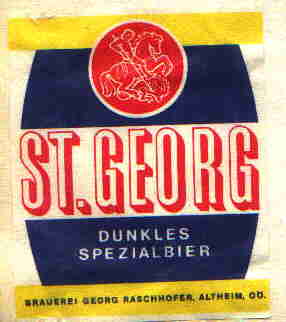 ST. GEORG
DUNKLES
SPEZIALBIER
BRAUEREI GEORG RASCHHOFER, ALTHEIM, OÖ.